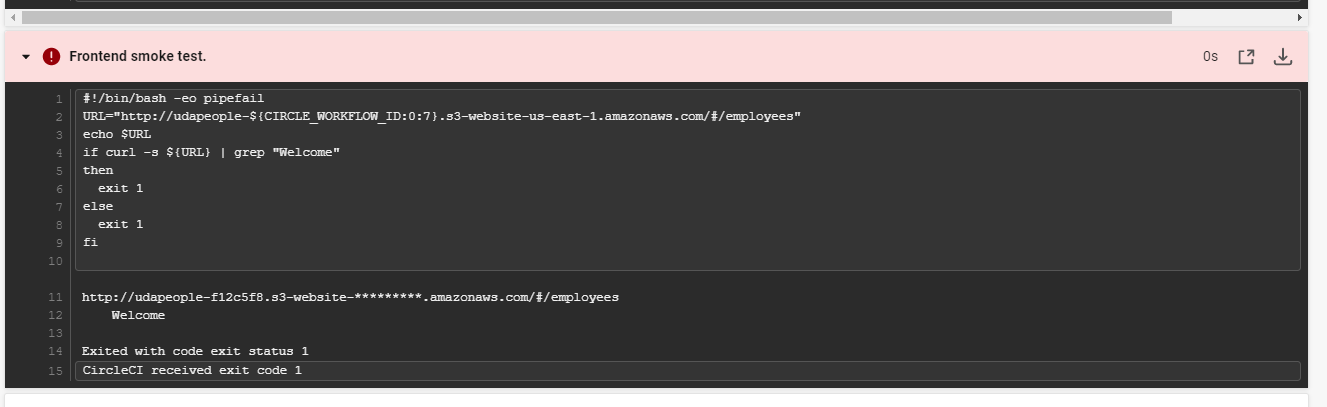 Frontend smoke test.
0s
1 #!/bin/bash -eo pipefail
2 URL="http://udapeople-${CIRCLE_WORKFLOW_ID:0:7}.s3-website-us-east-1.amazonaws.com/#/employees"
3 echo $URL
4 if curl -s ${URL} | grep "Welcome"
5 then
6   exit 1
7 else
8   exit 1
9 fi
10
11 http://udapeople-f12c5f8.s3-website-*********.amazonaws.com/#/employees
12     Welcome
13
14 Exited with code exit status 1
15 CircleCI received exit code 1